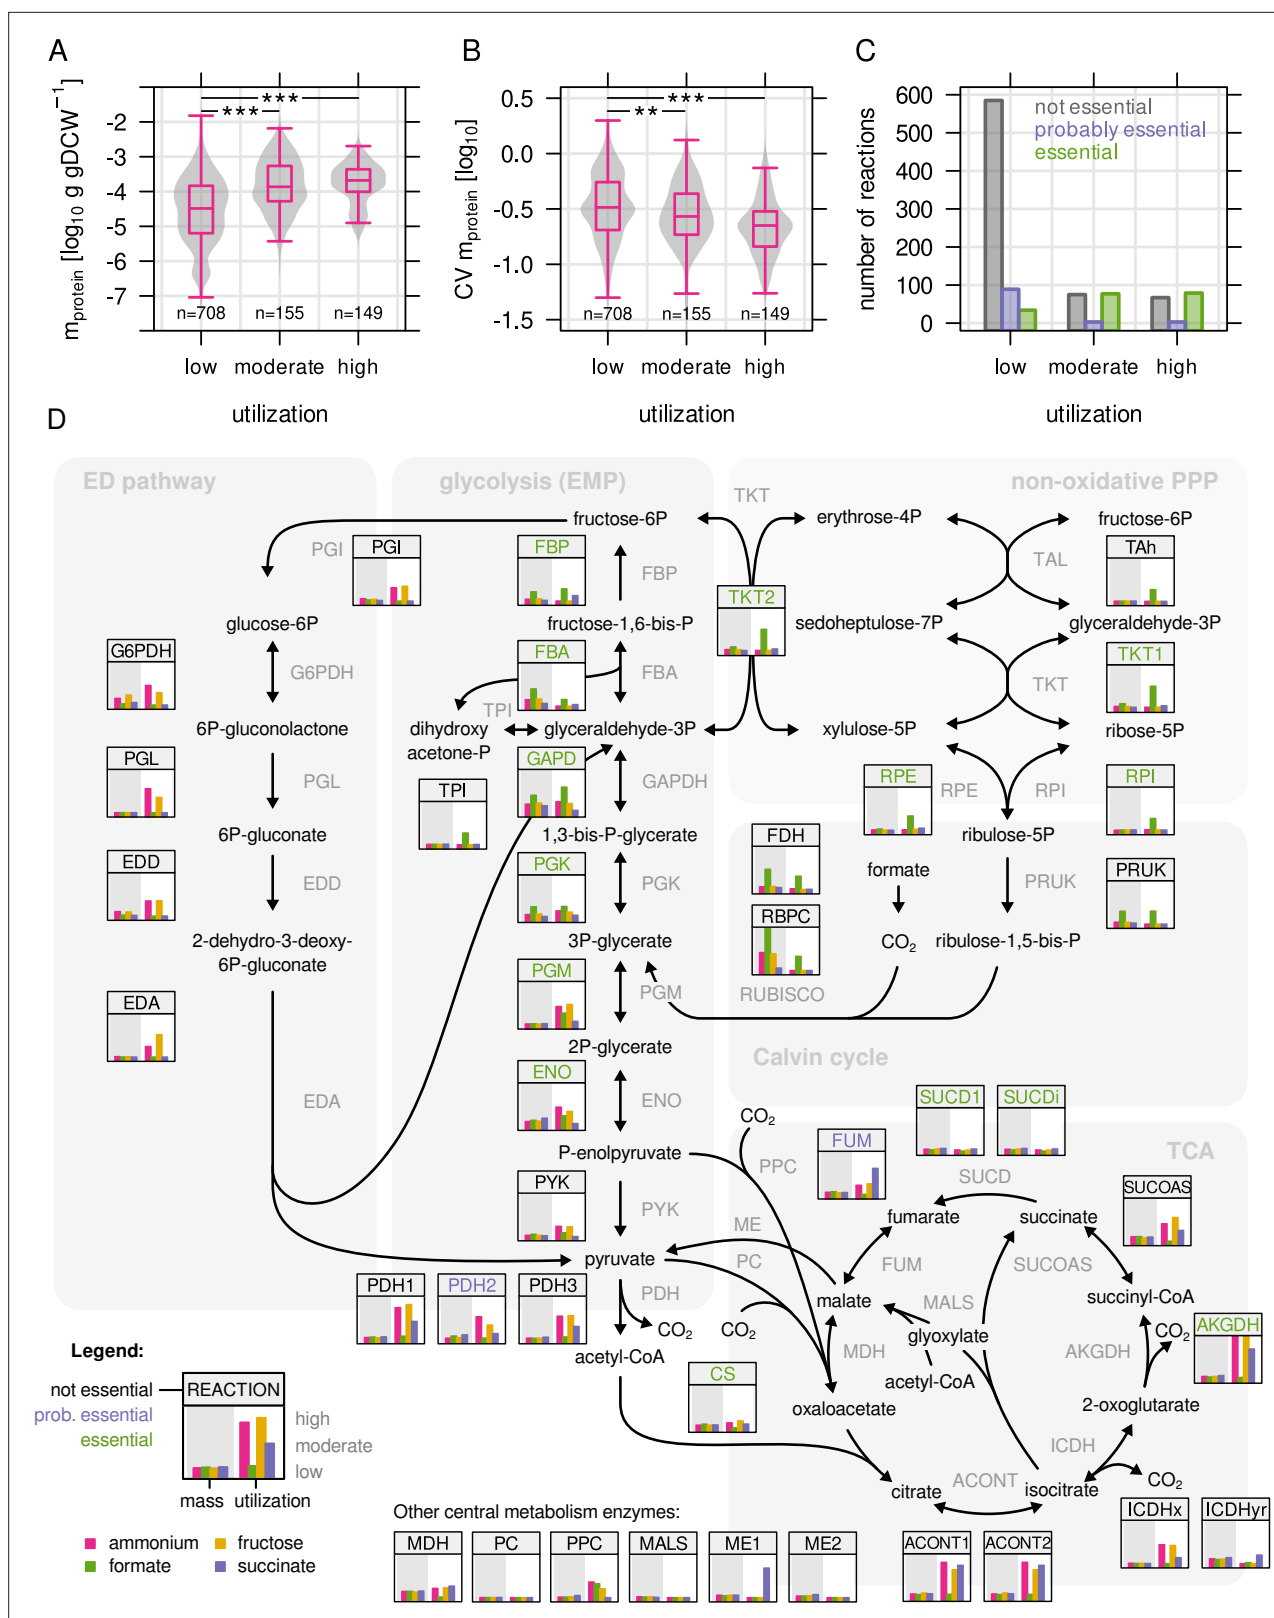 A
m_protein [log10 g gDCW^−1]
-2
-3
-4
-5
-6
-7
***
***
n=708
n=155
n=149
low
moderate
high
utilization
B
CV m_protein [log10]
0.5
0.0
-0.5
-1.0
-1.5
***
**
n=708
n=155
n=149
low
moderate
high
utilization
C
number of reactions
600
500
400
300
200
100
0
not essential
probably essential
essential
low
moderate
high
utilization
D
ED pathway
glycolysis (EMP)
non-oxidative PPP
TKT
fructose-6P
erythrose-4P
fructose-6P
PGI
PGI
FBP
FBP
TAh
TAL
TKT2
glucose-6P
fructose-1,6-bis-P
sedoheptulose-7P
glyceraldehyde-3P
G6PDH
G6PDH
FBA
FBA
TKT1
TKT
TPI
6P-gluconolactone
dihydroxy
acetone-P
glyceraldehyde-3P
xylulose-5P
ribose-5P
PGL
PGL
TPI
GAPD
GAPDH
RPE
RPE
RPI
RPI
6P-gluconate
1,3-bis-P-glycerate
FDH
ribulose-5P
EDD
EDD
PGK
PGK
formate
PRUK
PRUK
2-dehydro-3-deoxy-
6P-gluconate
3P-glycerate
RBPC
CO2
ribulose-1,5-bis-P
EDA
PGM
PGM
RUBISCO
2P-glycerate
Calvin cycle
EDA
ENO
ENO
CO2
SUCD1
SUCDi
P-enolpyruvate
PPC
FUM
TCA
SUCD
PYK
PYK
SUCOAS
ME
fumarate
succinate
pyruvate
PC
FUM
SUCOAS
PDH1
PDH2
PDH3
PDH
malate
MALS
succinyl-CoA
CO2
CO2
glyoxylate
CO2
AKGDH
acetyl-CoA
MDH
AKGDH
CS
acetyl-CoA
oxaloacetate
2-oxoglutarate
ICDH
citrate
ACONT
isocitrate
CO2
ICDHx
ICDHyr
Legend:
not essential
prob. essential
essential
REACTION
high
moderate
low
mass
utilization
ammonium
fructose
formate
succinate
Other central metabolism enzymes:
MDH
PC
PPC
MALS
ME1
ME2
ACONT1
ACONT2